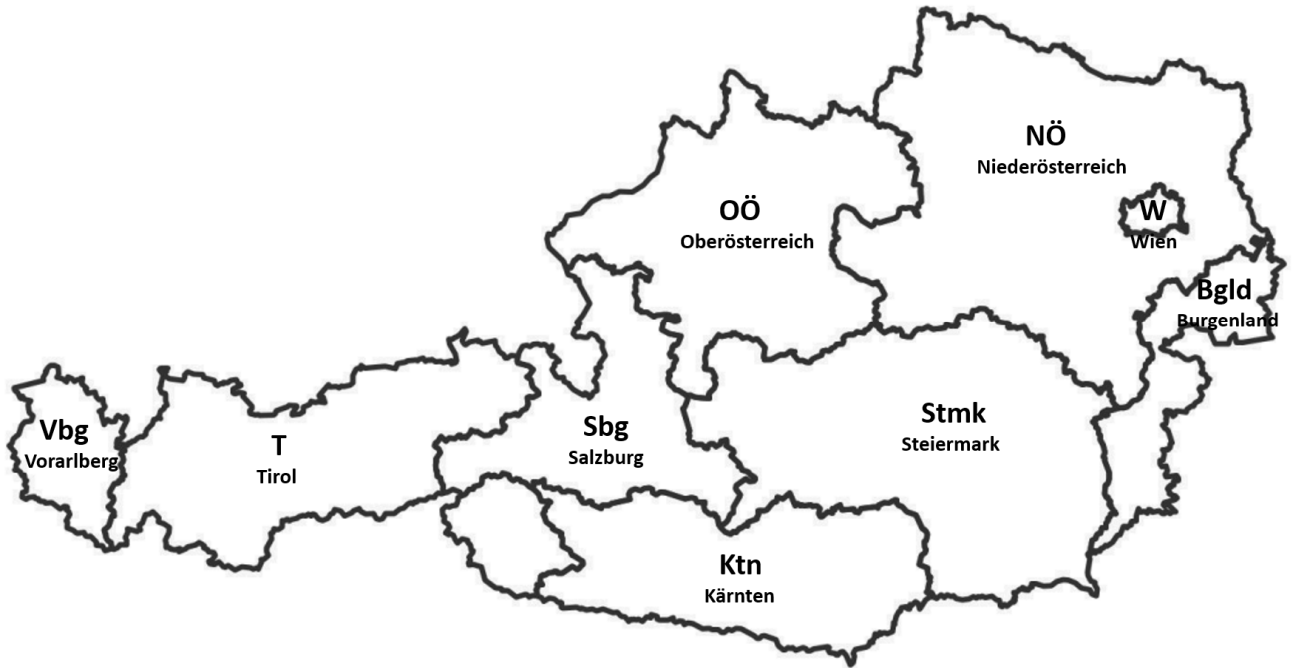 NÖ
Niederösterreich
OÖ
Oberösterreich
W
Wien
Bgld
Burgenland
Vbg
Vorarlberg
T
Tirol
Sbg
Salzburg
Stmk
Steiermark
Ktn
Kärnten